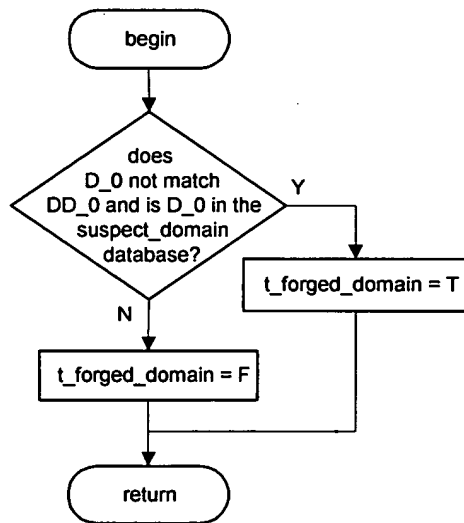 begin
does
D_0 not match
DD_0 and is D_0 in the
suspect_domain
database?
Y
t_forged_domain = T
N
t_forged_domain = F
return